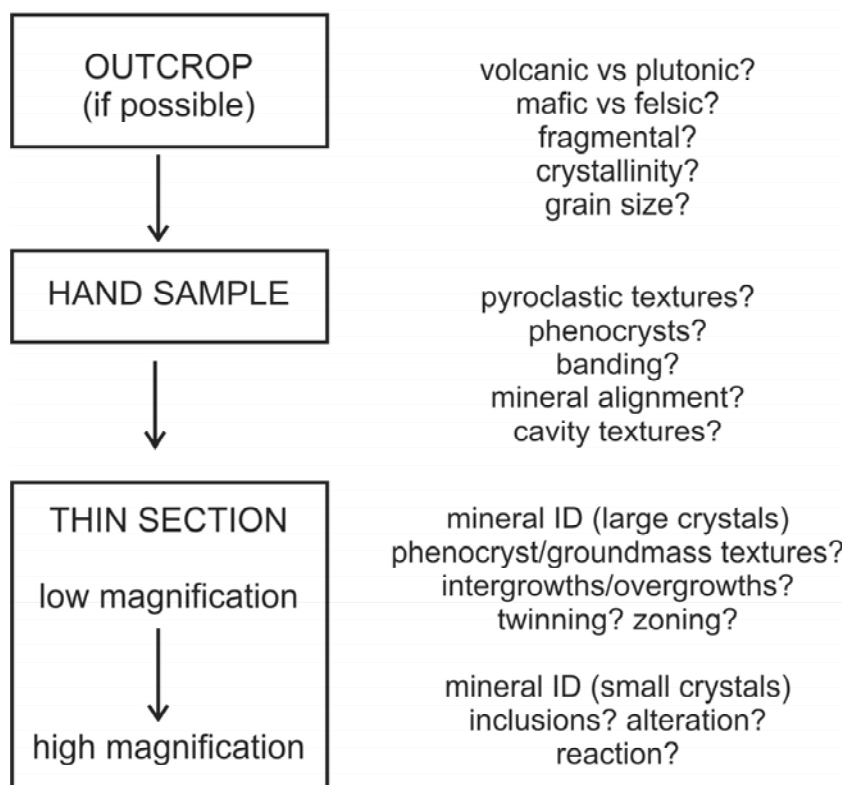 OUTCROP
(if possible)
volcanic vs plutonic?
mafic vs felsic?
fragmental?
crystallinity?
grain size?
HAND SAMPLE
pyroclastic textures?
phenocrysts?
banding?
mineral alignment?
cavity textures?
THIN SECTION
low magnification
mineral ID (large crystals)
phenocryst/groundmass textures?
intergrowths/overgrowths?
twinning? zoning?
high magnification
mineral ID (small crystals)
inclusions? alteration?
reaction?